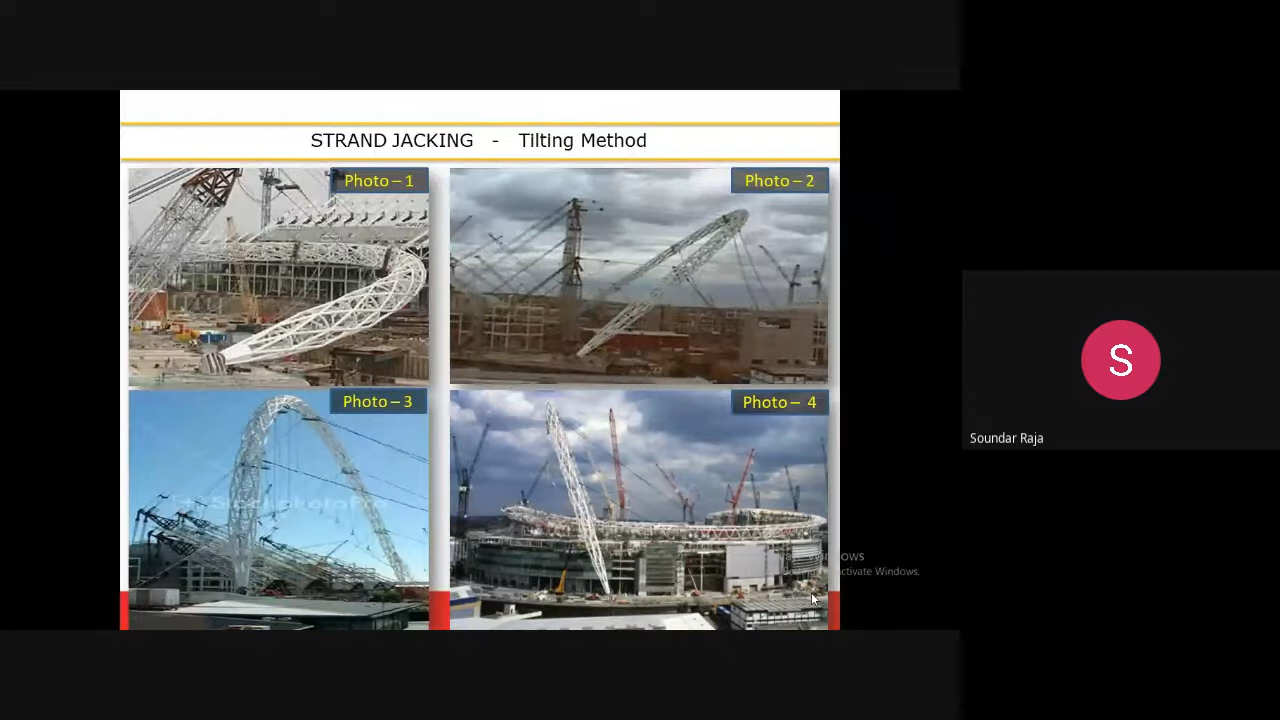 STRAND JACKING - Tilting Method
Photo – 1
Photo – 2
Photo – 3
Photo – 4
S
Soundar Raja